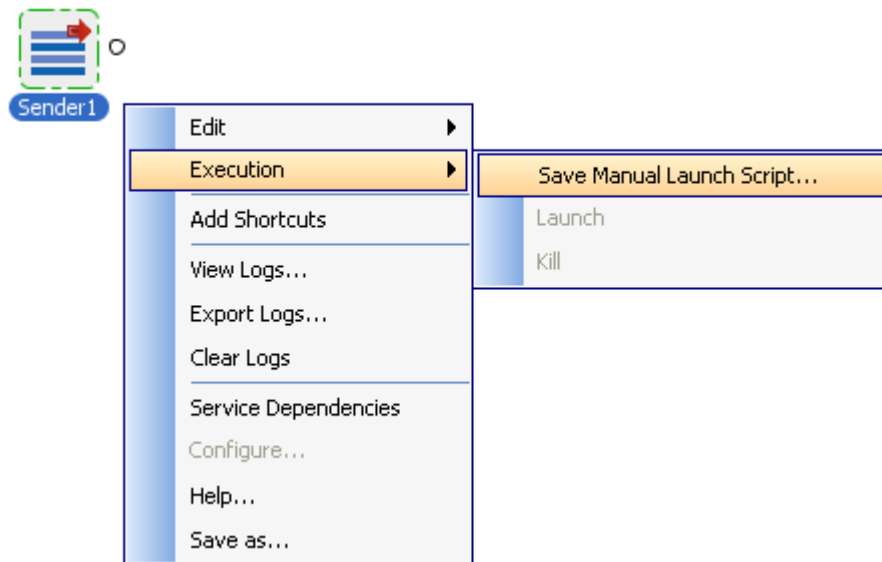 Sender1
Edit
Execution
Add Shortcuts
View Logs...
Export Logs...
Clear Logs
Service Dependencies
Configure...
Help...
Save as...
Save Manual Launch Script...
Launch
Kill